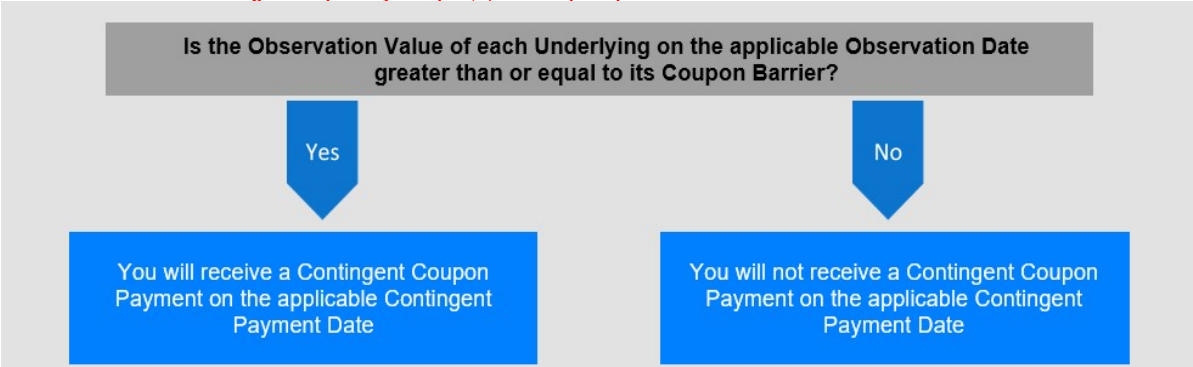 Is the Observation Value of each Underlying on the applicable Observation Date
greater than or equal to its Coupon Barrier?
Yes
No
You will receive a Contingent Coupon
Payment on the applicable Contingent
Payment Date
You will not receive a Contingent Coupon
Payment on the applicable Contingent
Payment Date